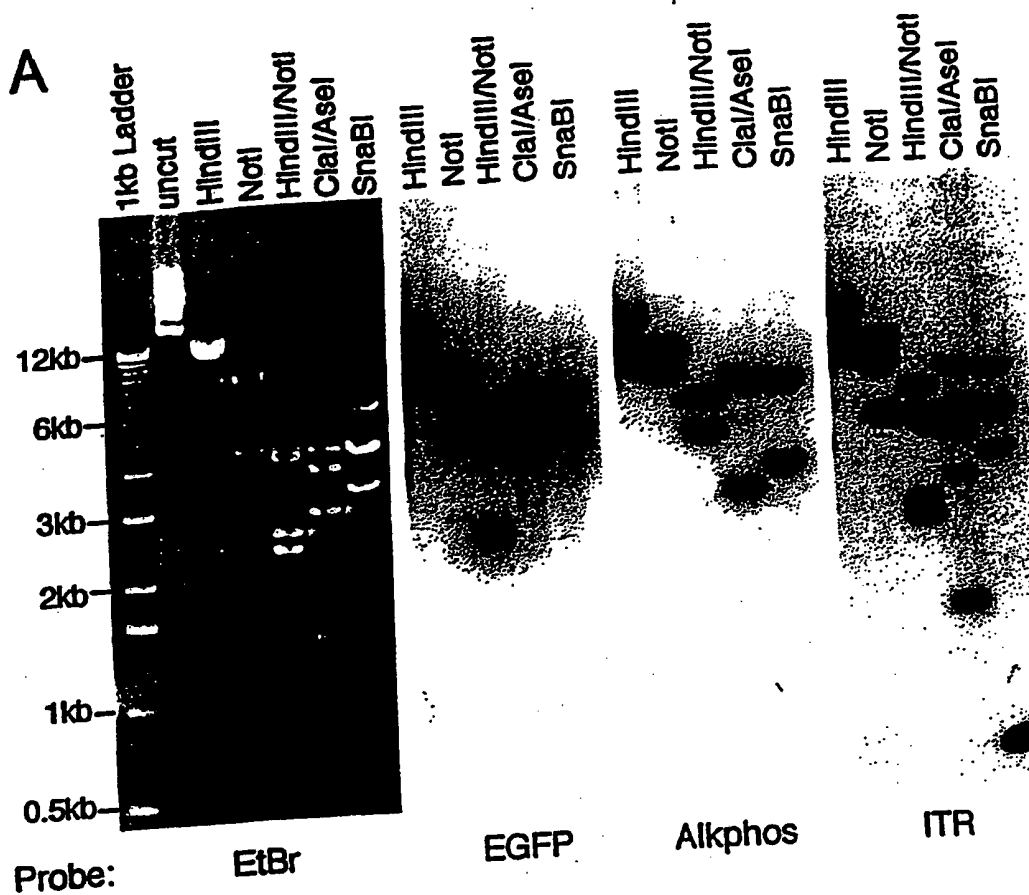 A
1kb Ladder
uncut
HindIII
NotI
HindIII/NotI
ClaI/AseI
SnaBI
HindIII
NotI
HindIII/NotI
ClaI/AseI
SnaBI
HindIII
NotI
HindIII/NotI
ClaI/AseI
SnaBI
HindIII
NotI
HindIII/NotI
ClaI/AseI
SnaBI
12kb
6kb
3kb
2kb
1kb
0.5kb
Probe:
EtBr
EGFP
Alkphos
ITR